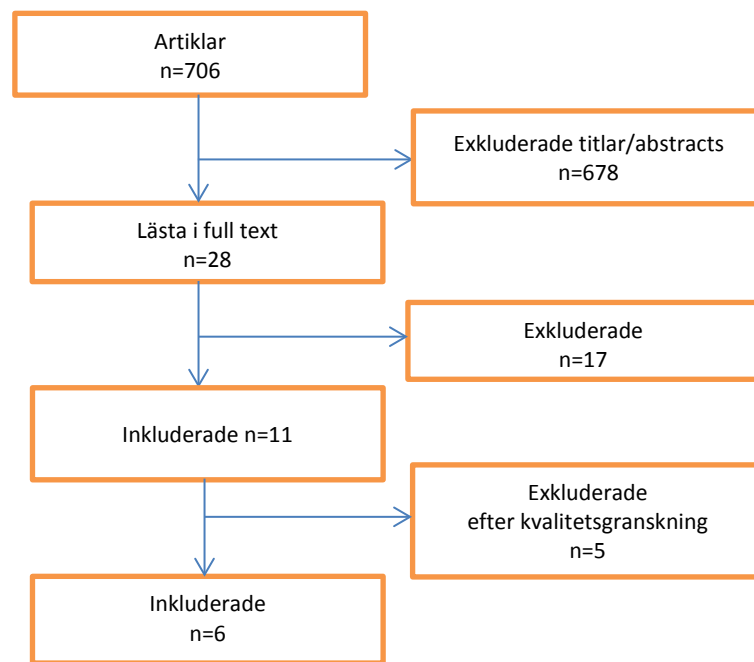 Artiklar
n=706
Exkluderade titlar/abstracts
n=678
Lästa i full text
n=28
Exkluderade
n=17
Inkluderade n=11
Exkluderade
efter kvalitetsgranskning
n=5
Inkluderade
n=6